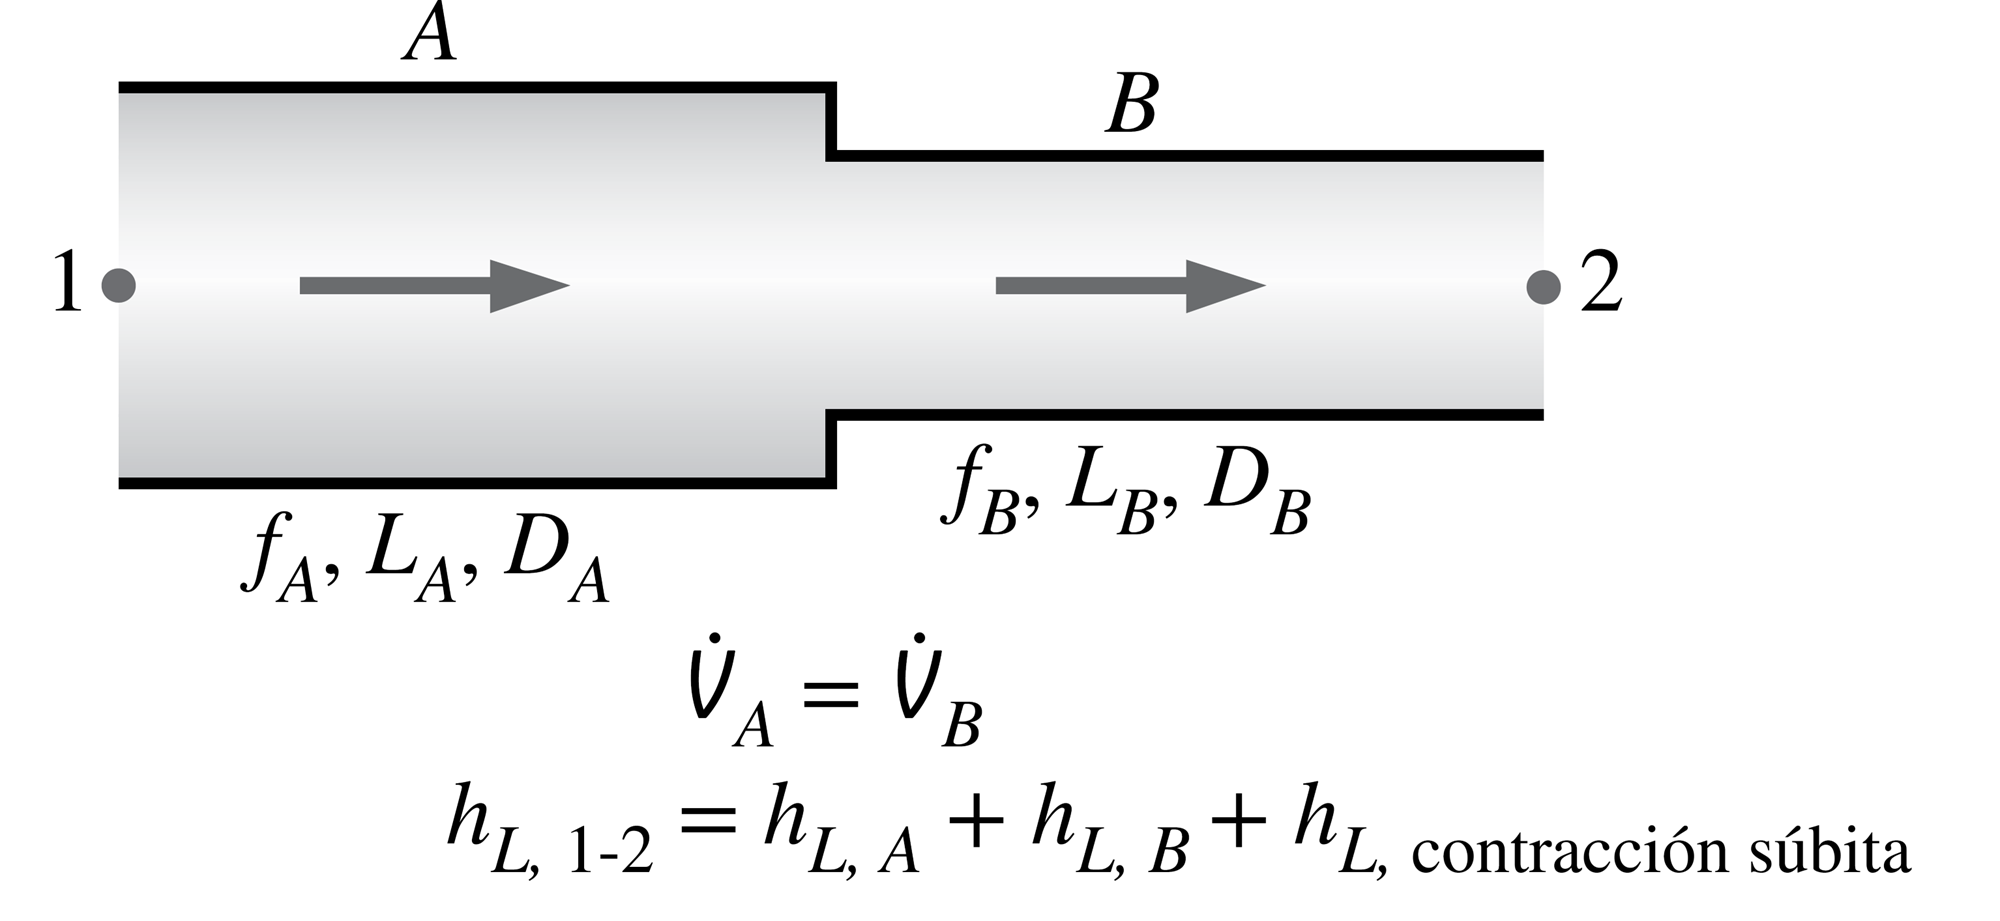 A
B
1
2
f_B, L_B, D_B
f_A, L_A, D_A
V̇_A = V̇_B
h_L, 1-2 = h_L, A + h_L, B + h_L, contracción súbita